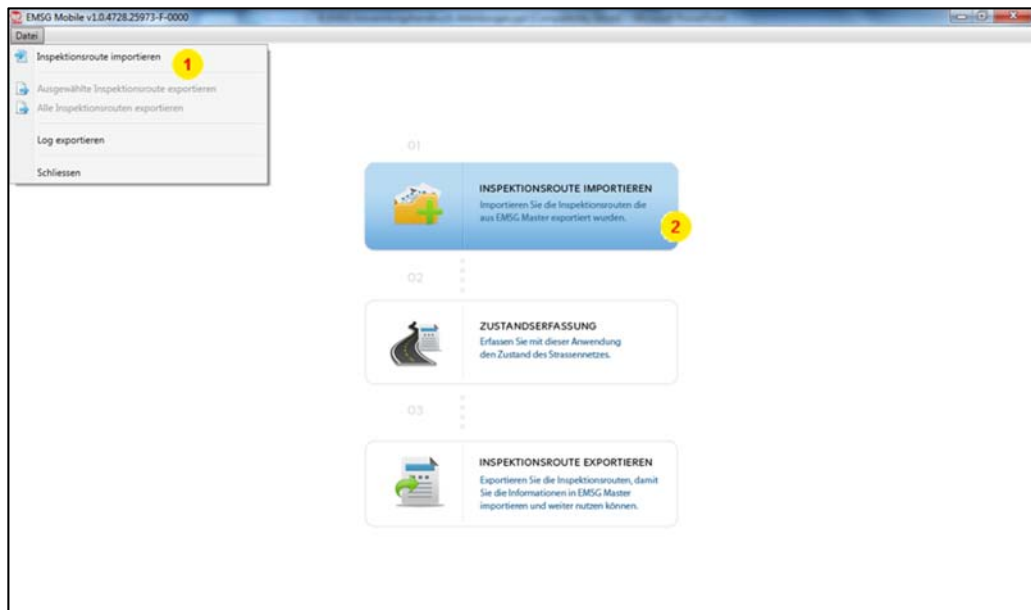 EMSG Mobile v1.0.4728.25973-F-0000
Datei
Inspektionsroute importieren
1
Ausgewählte Inspektionsroute exportieren
Alle Inspektionsrouten exportieren
Log exportieren
Schliessen
01
INSPEKTIONSROUTE IMPORTIEREN
Importieren Sie die Inspektionsrouten die
aus EMSG Master exportiert wurden.
2
02
ZUSTANDSERFASSUNG
Erfassen Sie mit dieser Anwendung
den Zustand des Strassennetzes.
03
INSPEKTIONSROUTE EXPORTIEREN
Exportieren Sie die Inspektionsrouten, damit
Sie die Informationen in EMSG Master
importieren und weiter nutzen können.